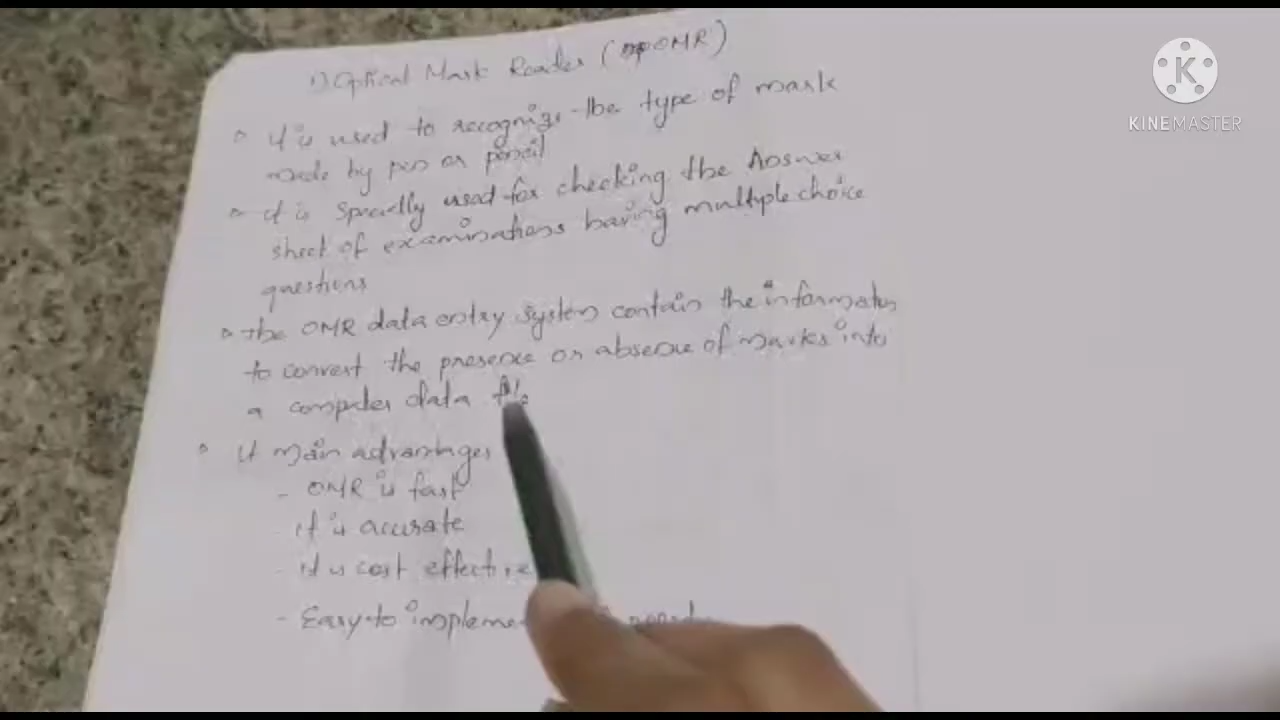 1) Optical Mask Reader (OMR)
• it is used to recognize the type of mask
made by pen or pencil
• it is specially used for checking the Answer
sheet of examinations having multiple choice
questions
• the OMR data entry system contain the information
to convert the presence or absence of marks into
a computer data file
• it main advantages
- OMR is fast
- it is accurate
- it is cost effective
- Easy to
KINEMASTER